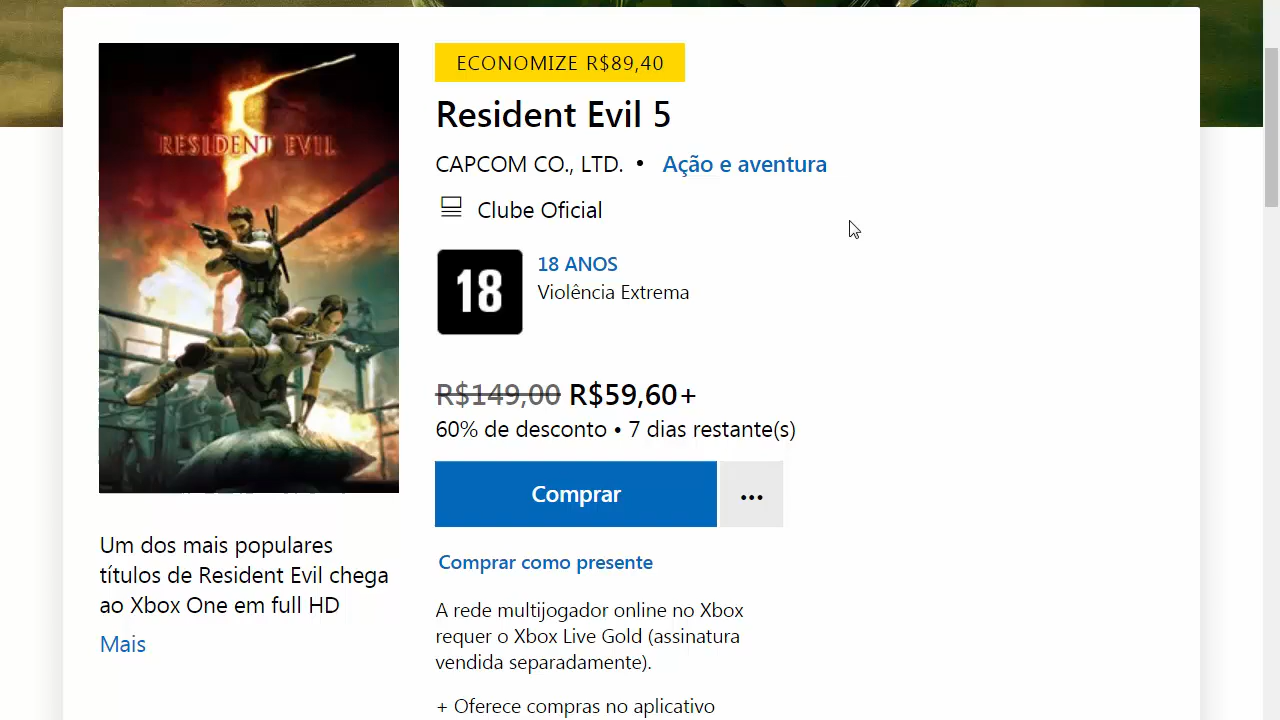 ECONOMIZE R$89,40
Resident Evil 5
CAPCOM CO., LTD. • Ação e aventura
Clube Oficial
18
18 ANOS
Violência Extrema
R$149,00 R$59,60+
60% de desconto • 7 dias restante(s)
Comprar
...
Comprar como presente
A rede multijogador online no Xbox
requer o Xbox Live Gold (assinatura
vendida separadamente).
+ Oferece compras no aplicativo
5
RESIDENT EVIL
Um dos mais populares
títulos de Resident Evil chega
ao Xbox One em full HD
Mais